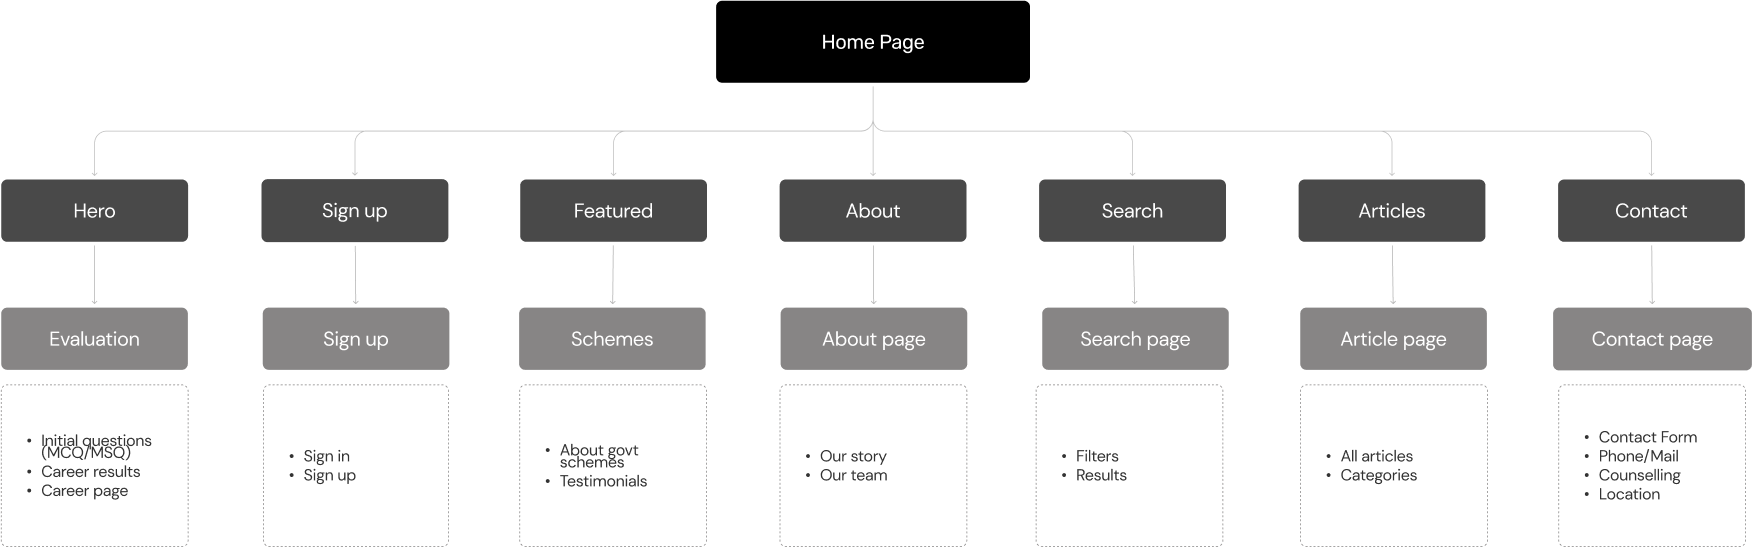 Home Page
Hero
Sign up
Featured
About
Search
Articles
Contact
Evaluation
Sign up
Schemes
About page
Search page
Article page
Contact page
• Initial questions
(MCQ/MSQ)
• Career results
• Career page
• Sign in
• Sign up
• About govt
schemes
• Testimonials
• Our story
• Our team
• Filters
• Results
• All articles
• Categories
• Contact Form
• Phone/Mail
• Counselling
• Location